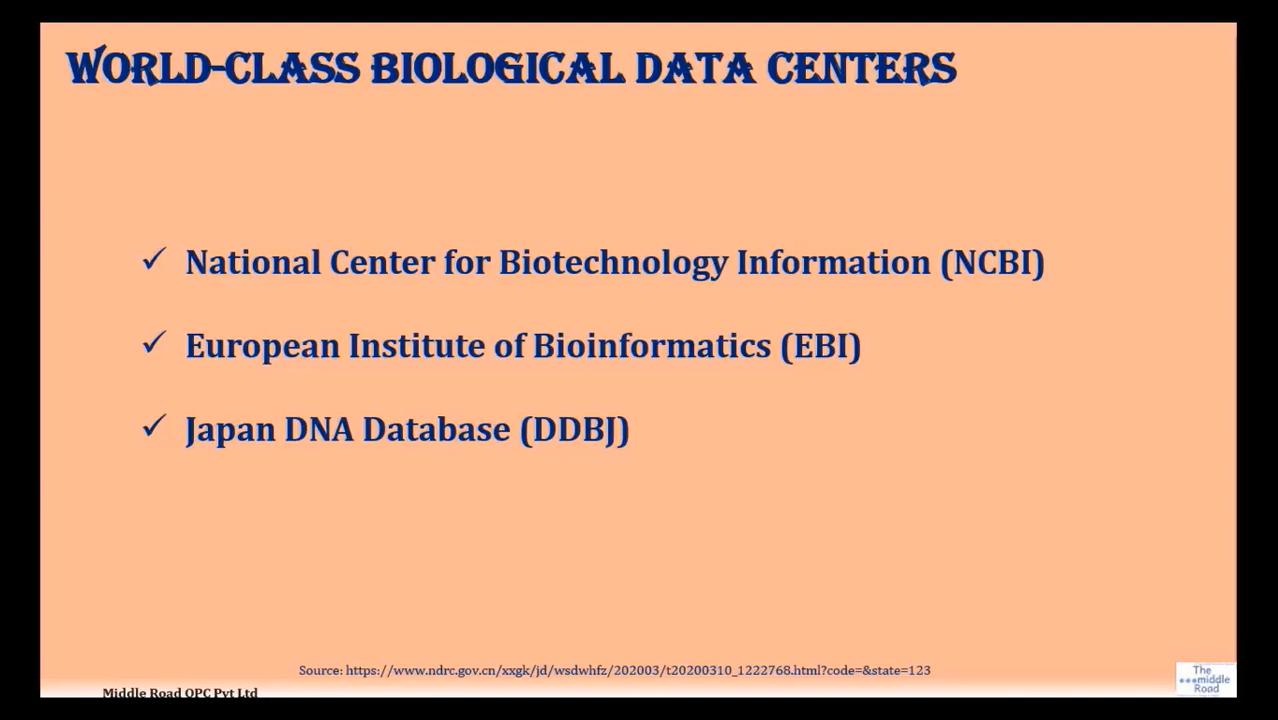 WORLD-CLASS BIOLOGICAL DATA CENTERS
✓ National Center for Biotechnology Information (NCBI)
✓ European Institute of Bioinformatics (EBI)
✓ Japan DNA Database (DDBJ)
Source: https://www.ndrc.gov.cn/xxgk/jd/wsdwhfz/202003/t20200310_1222768.html?code=&state=123
Middle Road OPC Pvt Ltd
The
middle
Road